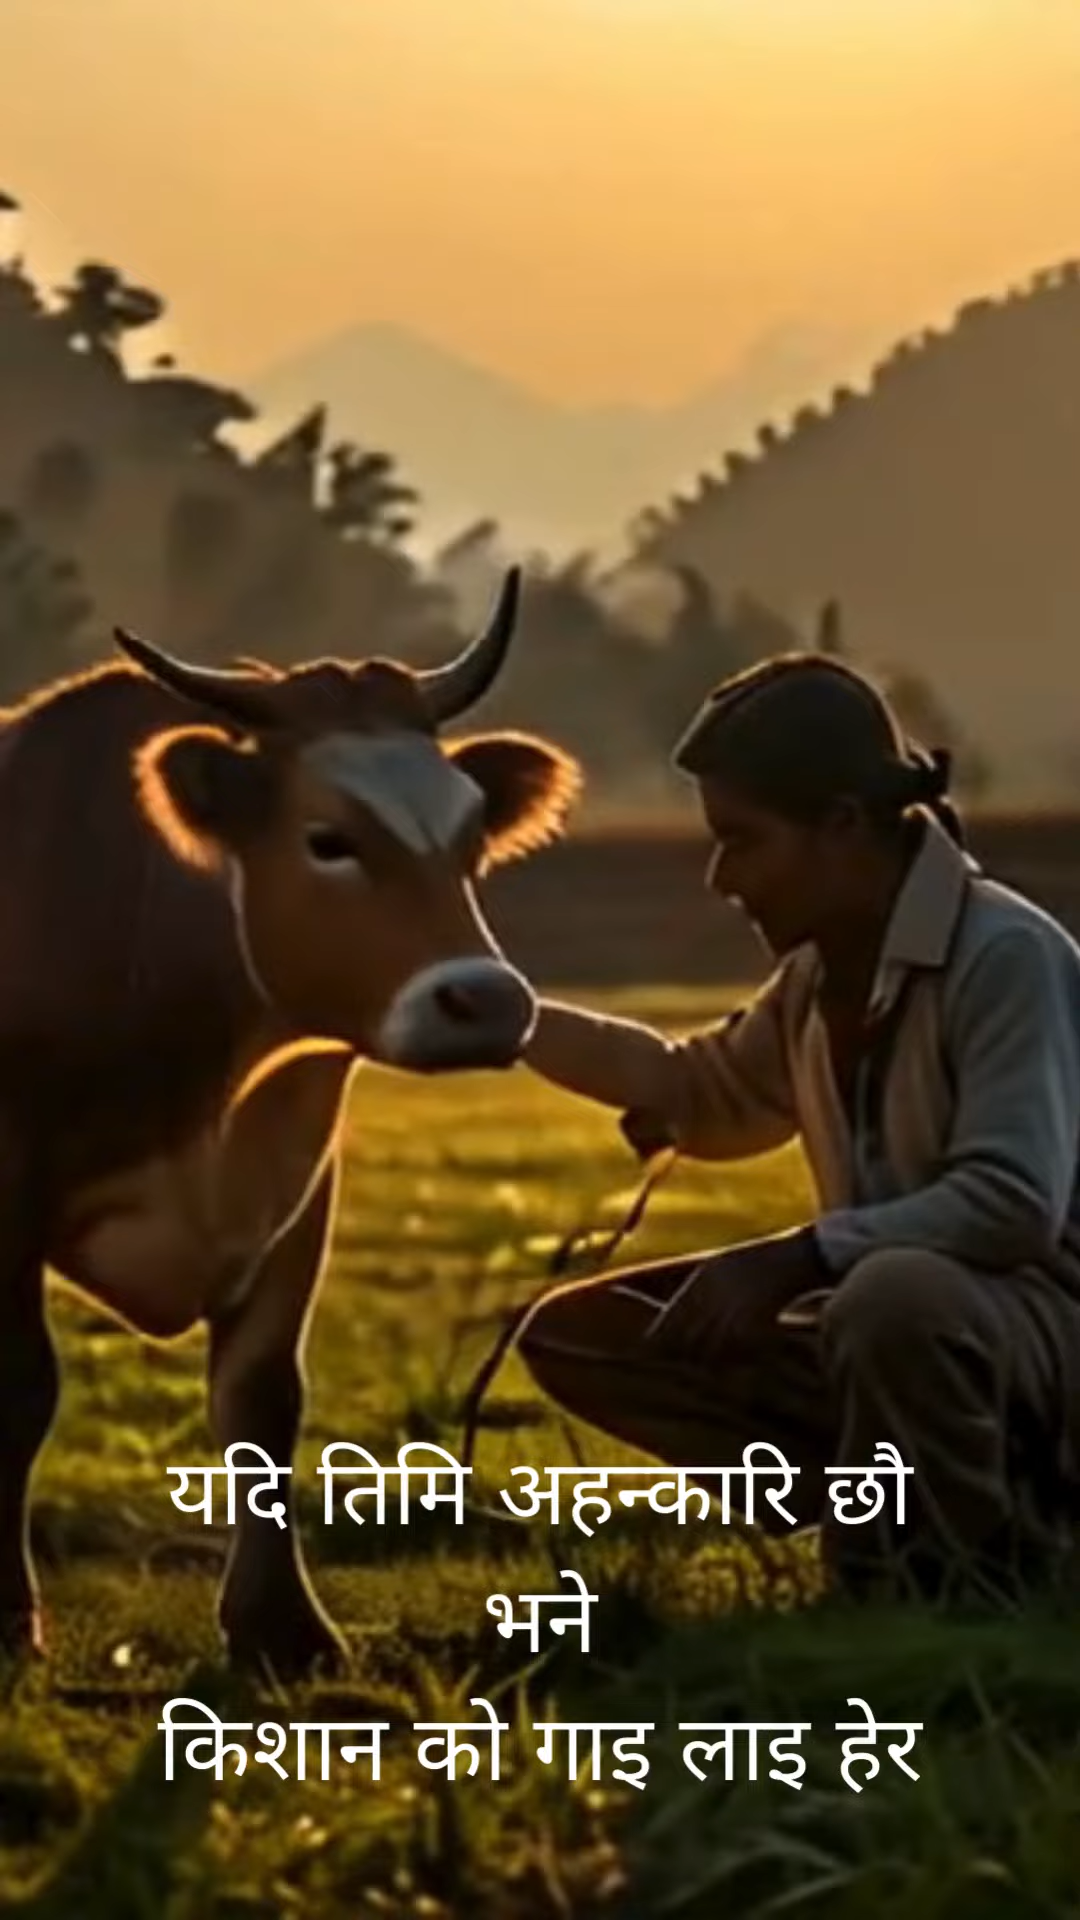 यदि तिमि अहन्कारि छौ
भने
किशान को गाइ लाइ हेर